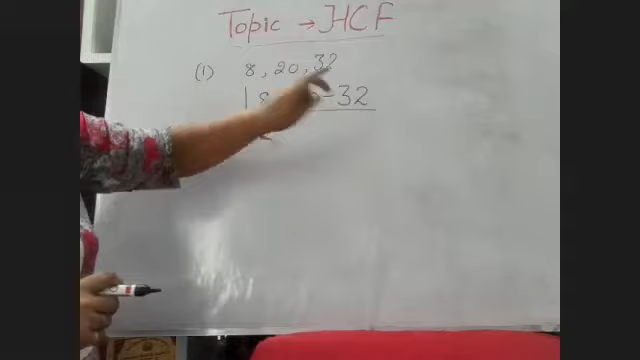 Topic → HCF
(1) 8, 20, 32
8 - 32